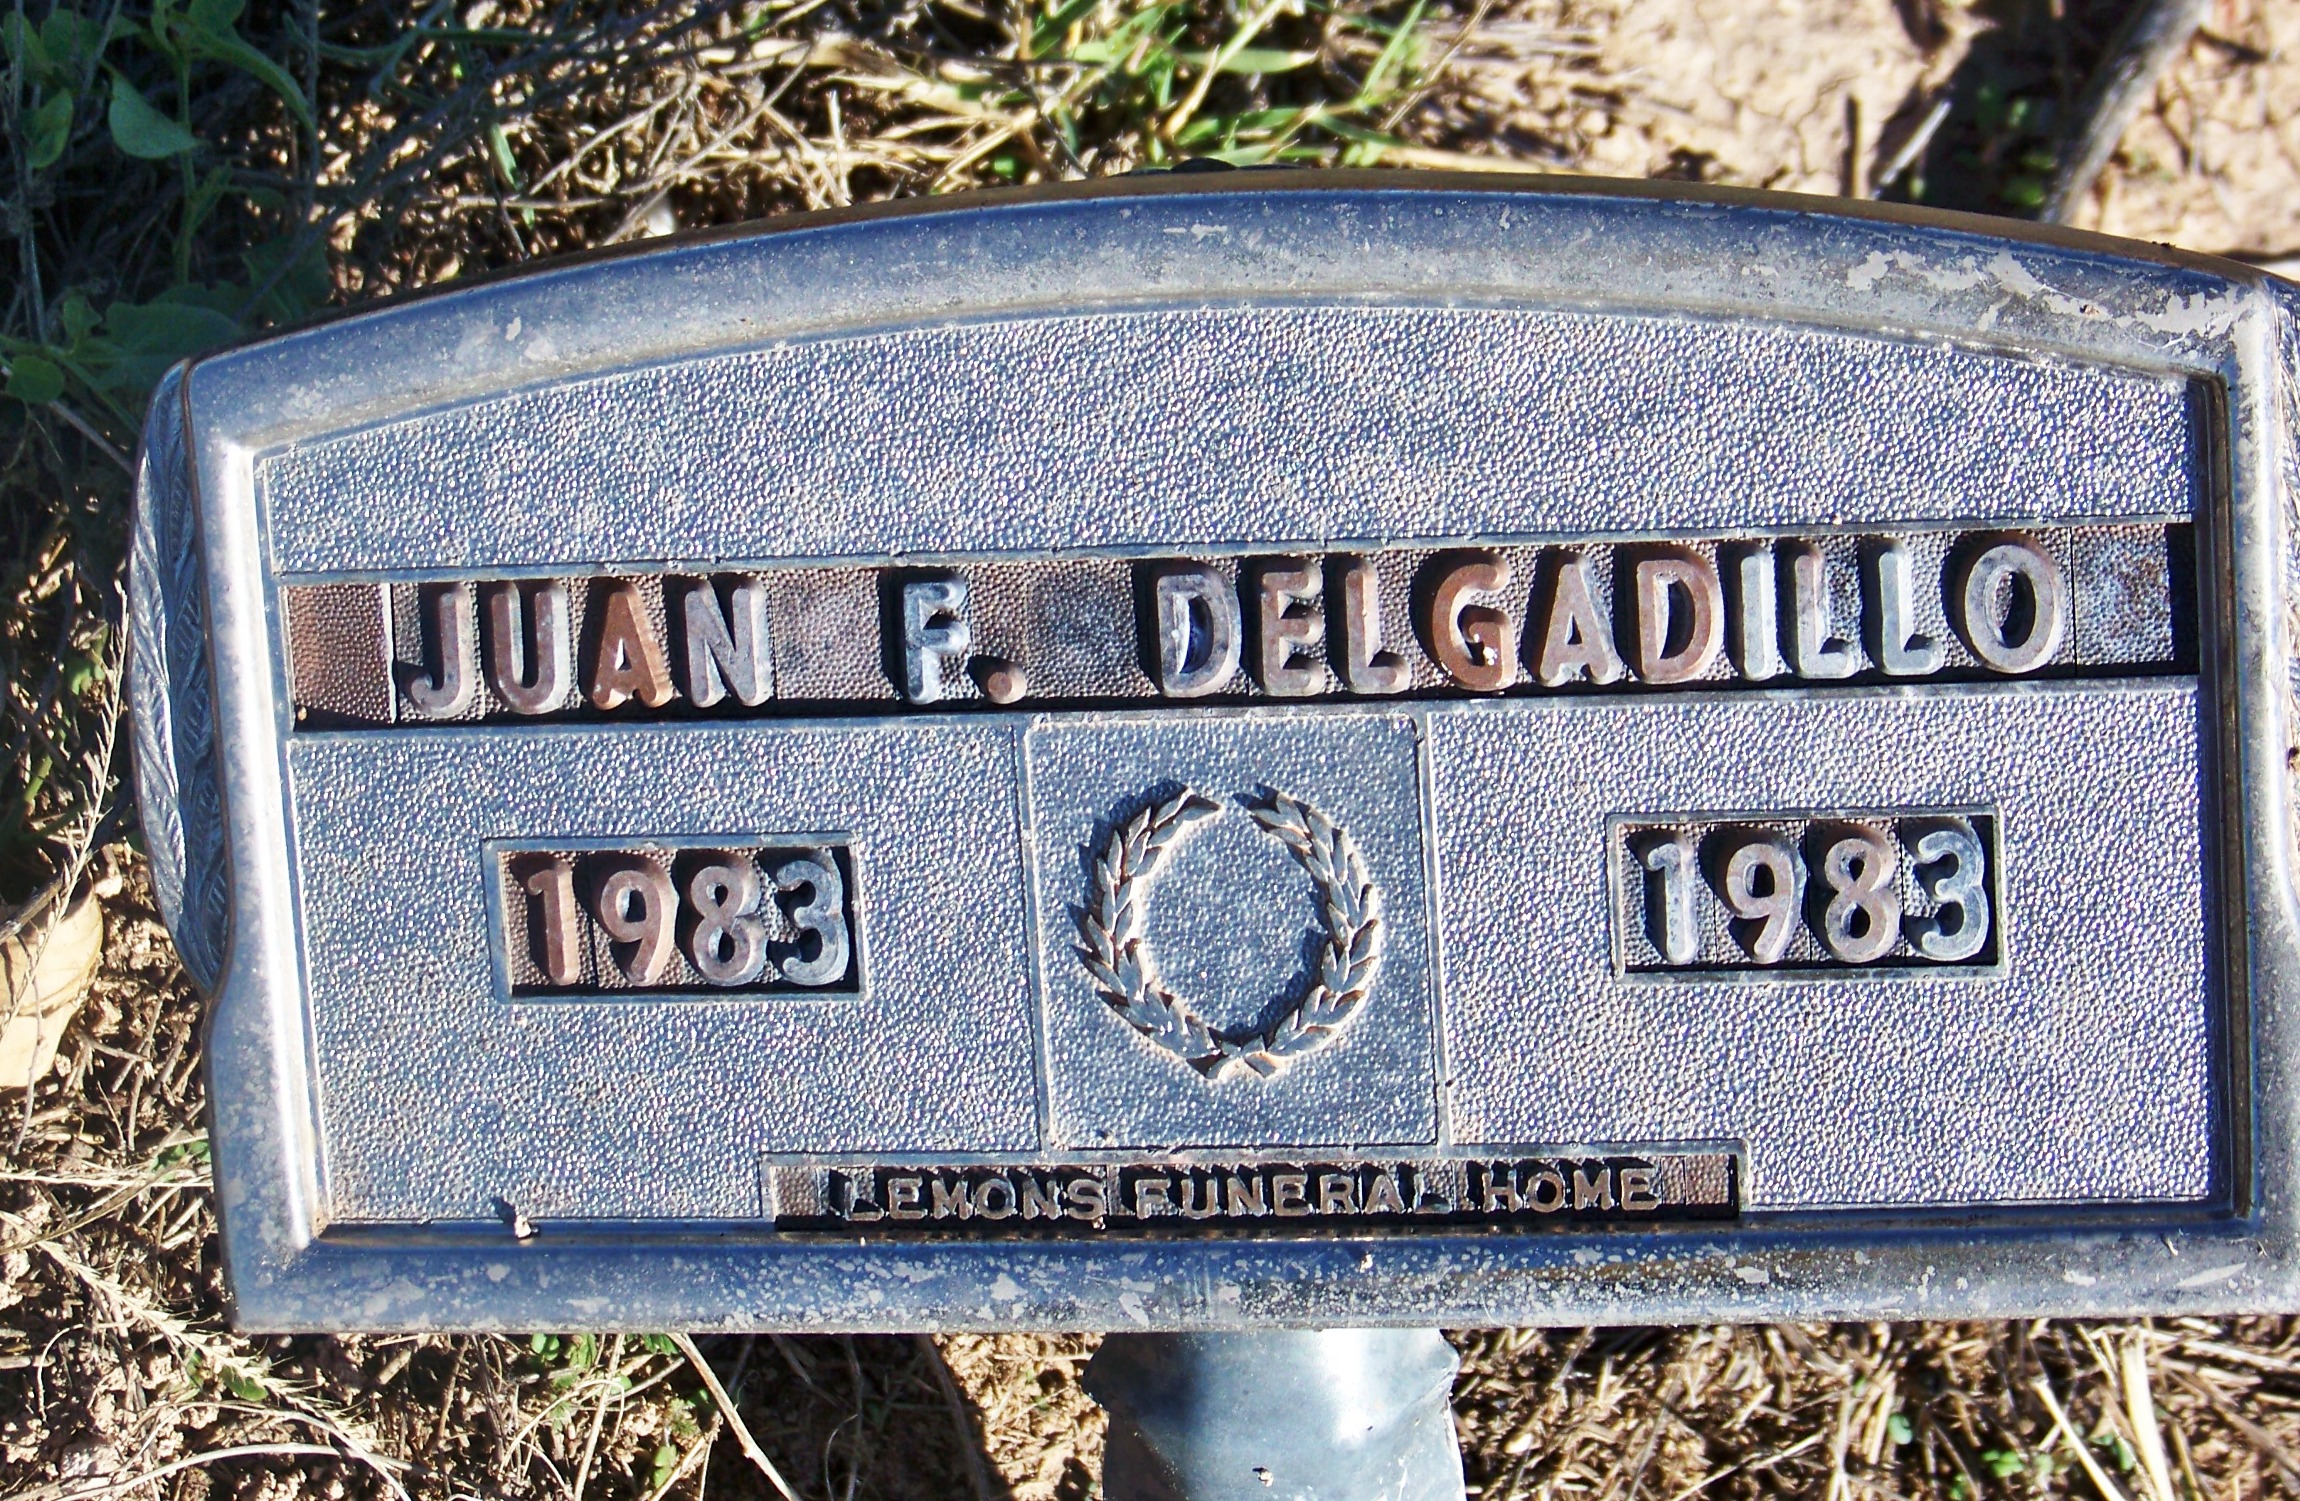 JUAN F. DELGADILLO
1983 1983
LEMONS FUNERAL HOME